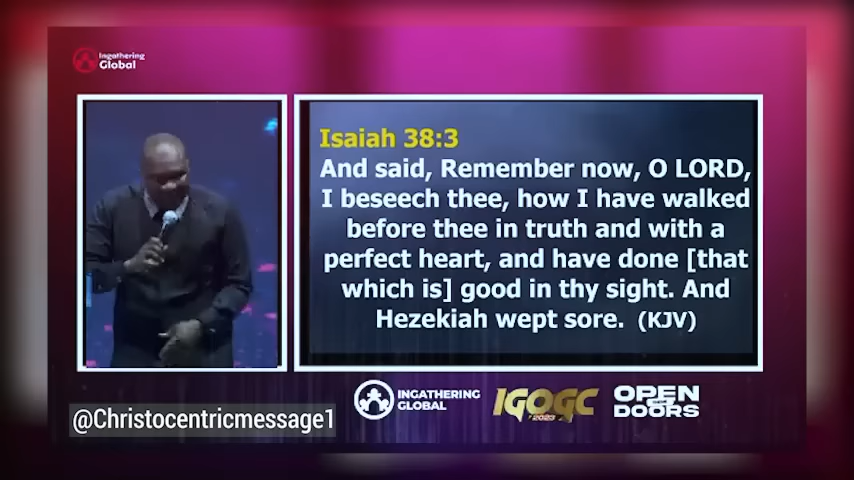 Ingathering
Global
Isaiah 38:3
And said, Remember now, O LORD,
I beseech thee, how I have walked
before thee in truth and with a
perfect heart, and have done [that
which is] good in thy sight. And
Hezekiah wept sore. (KJV)
INGATHERING
GLOBAL
IGOGC
2023
OPEN
DOORS
@Christocentricmessage1